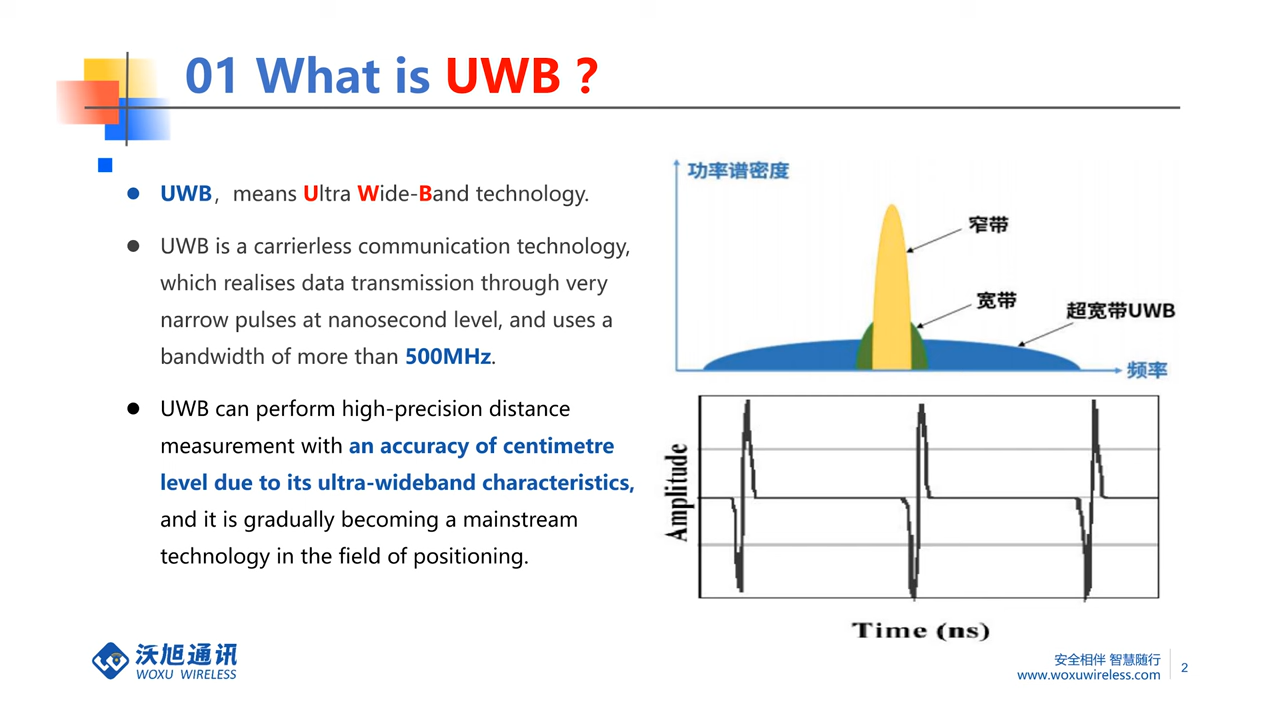 01 What is UWB ?
UWB，means Ultra Wide-Band technology.
UWB is a carrierless communication technology,
which realises data transmission through very
narrow pulses at nanosecond level, and uses a
bandwidth of more than 500MHz.
UWB can perform high-precision distance
measurement with an accuracy of centimetre
level due to its ultra-wideband characteristics,
and it is gradually becoming a mainstream
technology in the field of positioning.
功率谱密度
窄带
宽带
超宽带UWB
频率
Amplitude
Time (ns)
沃旭通讯
WOXU WIRELESS
安全相伴 智慧随行
www.woxuwireless.com
2